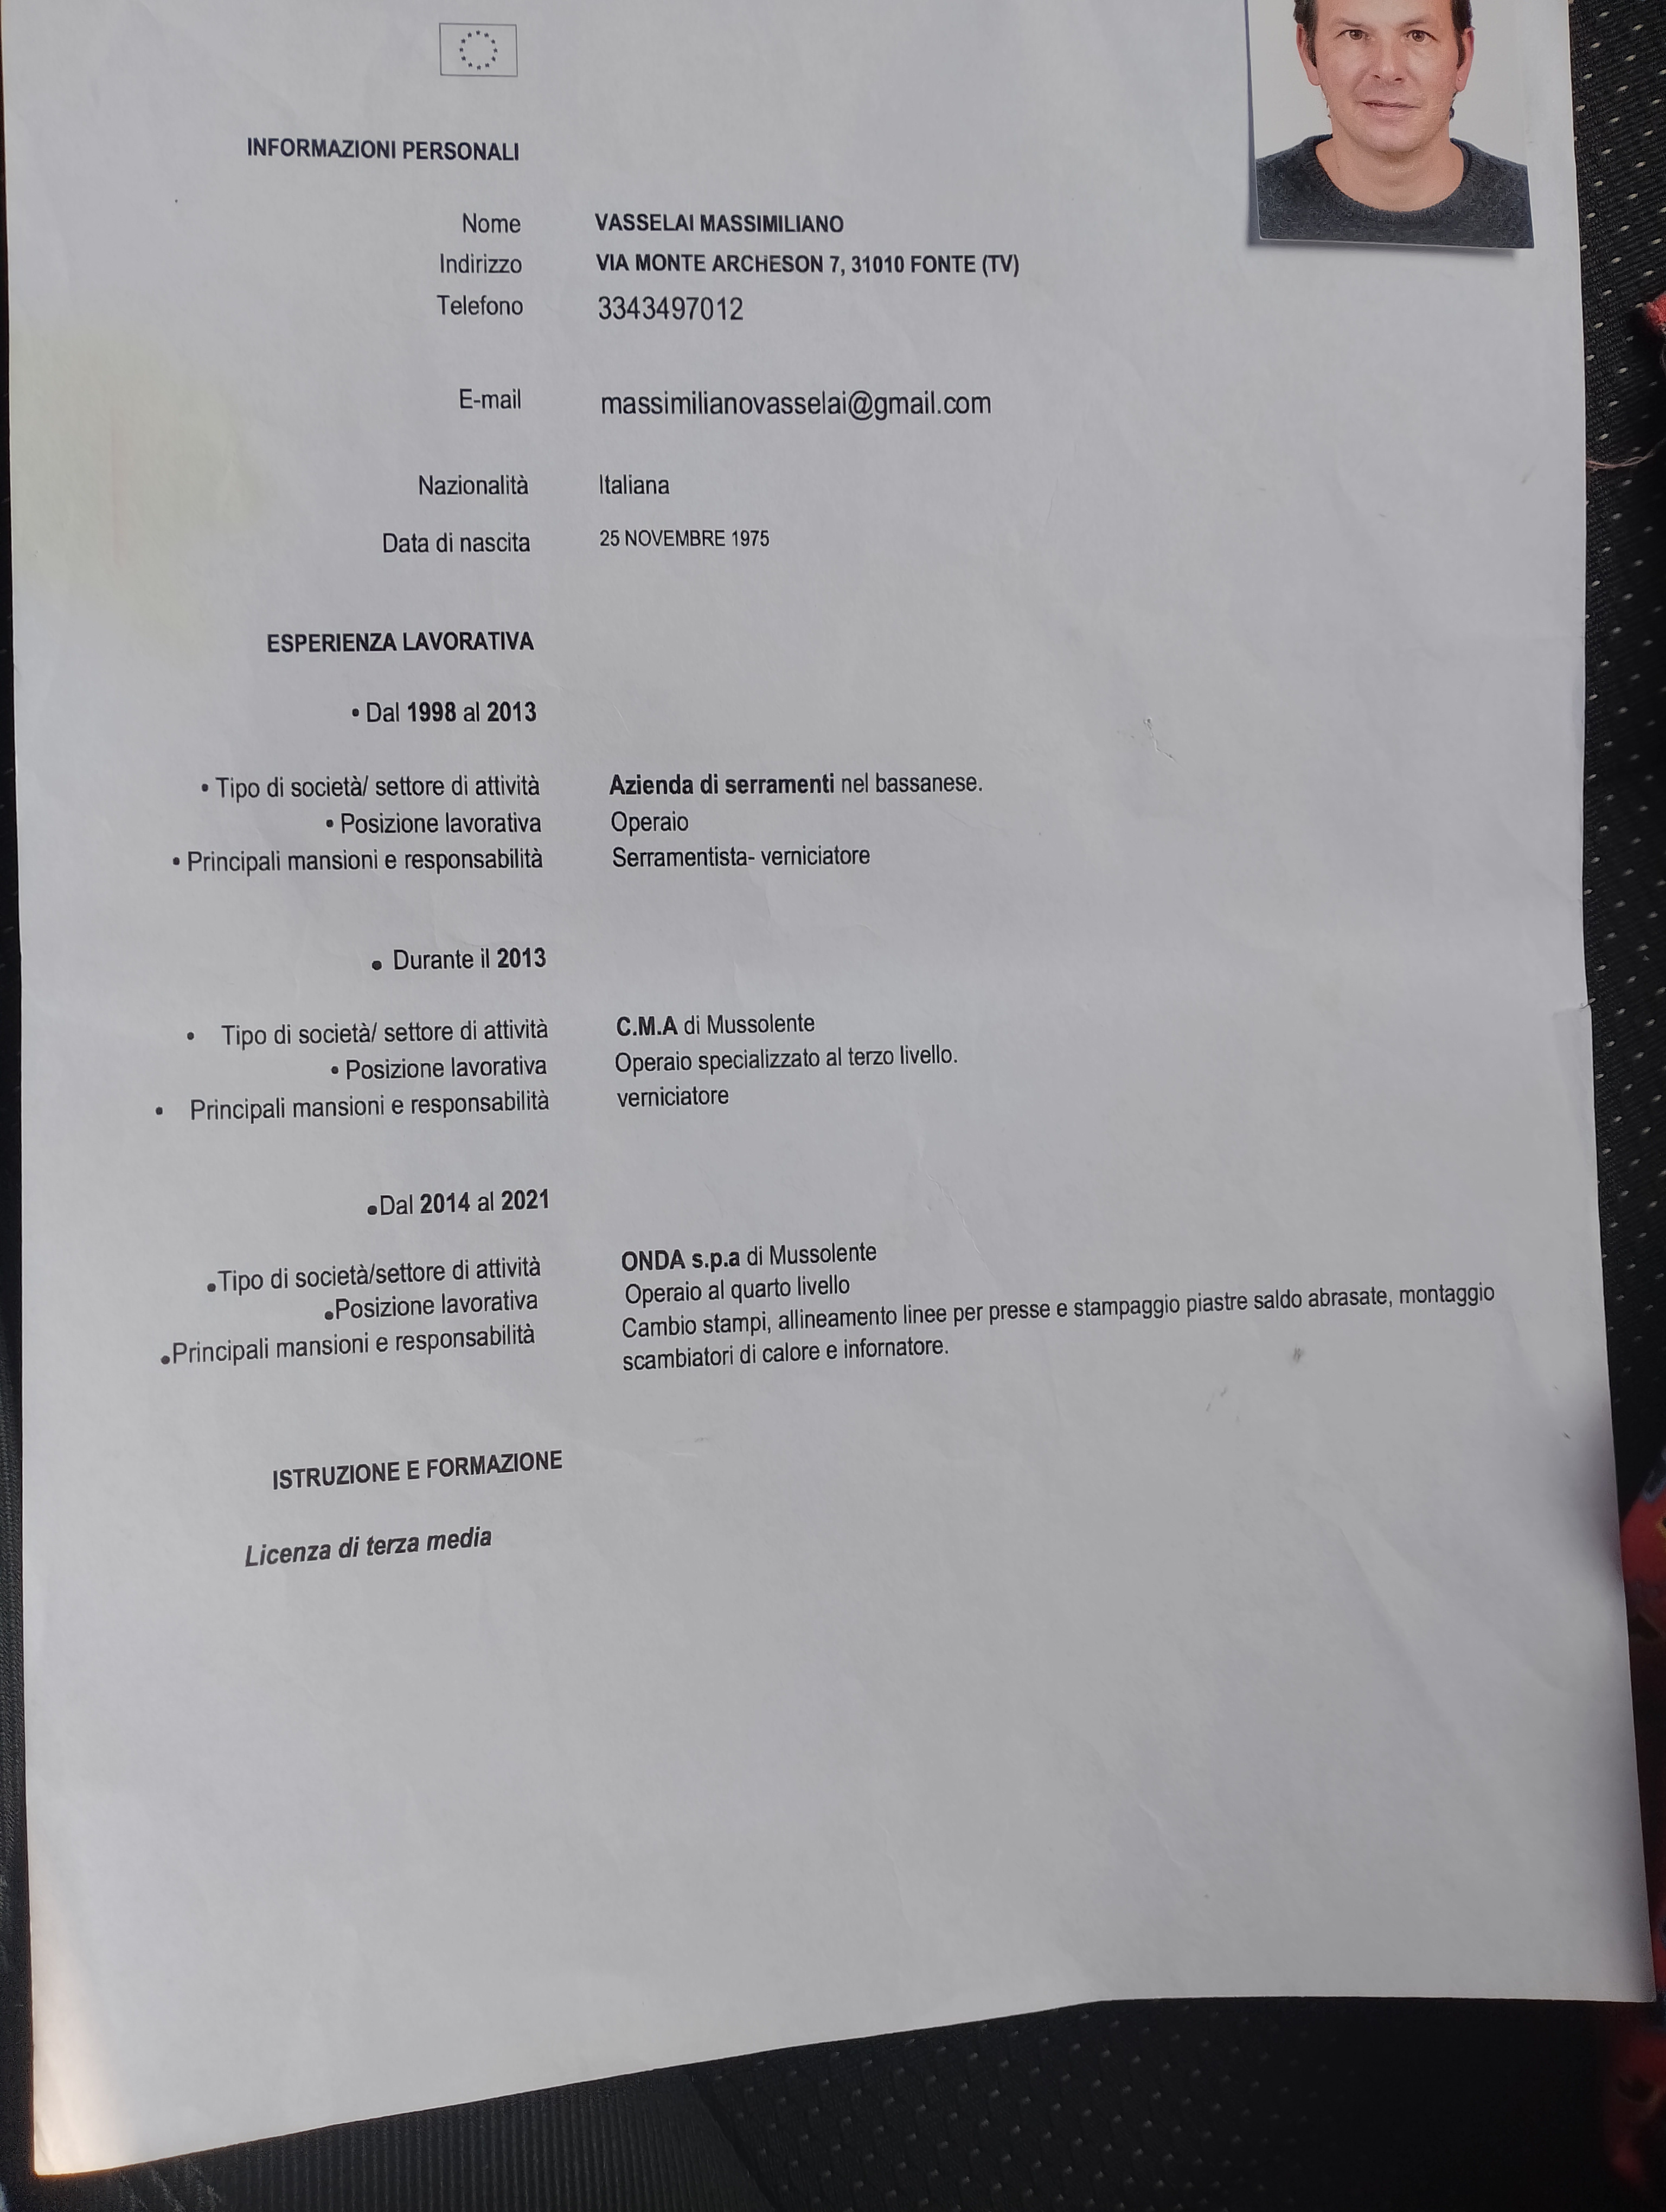 INFORMAZIONI PERSONALI
Nome VASSELAI MASSIMILIANO
Indirizzo VIA MONTE ARCHESON 7, 31010 FONTE (TV)
Telefono 3343497012
E-mail massimilianovasselai@gmail.com
Nazionalità Italiana
Data di nascita 25 NOVEMBRE 1975
ESPERIENZA LAVORATIVA
• Dal 1998 al 2013
• Tipo di società/ settore di attività Azienda di serramenti nel bassanese.
• Posizione lavorativa Operaio
• Principali mansioni e responsabilità Serramentista- verniciatore
• Durante il 2013
• Tipo di società/ settore di attività C.M.A di Mussolente
• Posizione lavorativa Operaio specializzato al terzo livello.
• Principali mansioni e responsabilità verniciatore
•Dal 2014 al 2021
•Tipo di società/settore di attività ONDA s.p.a di Mussolente
•Posizione lavorativa Operaio al quarto livello
•Principali mansioni e responsabilità Cambio stampi, allineamento linee per presse e stampaggio piastre saldo abrasate, montaggio
scambiatori di calore e infornatore.
ISTRUZIONE E FORMAZIONE
Licenza di terza media